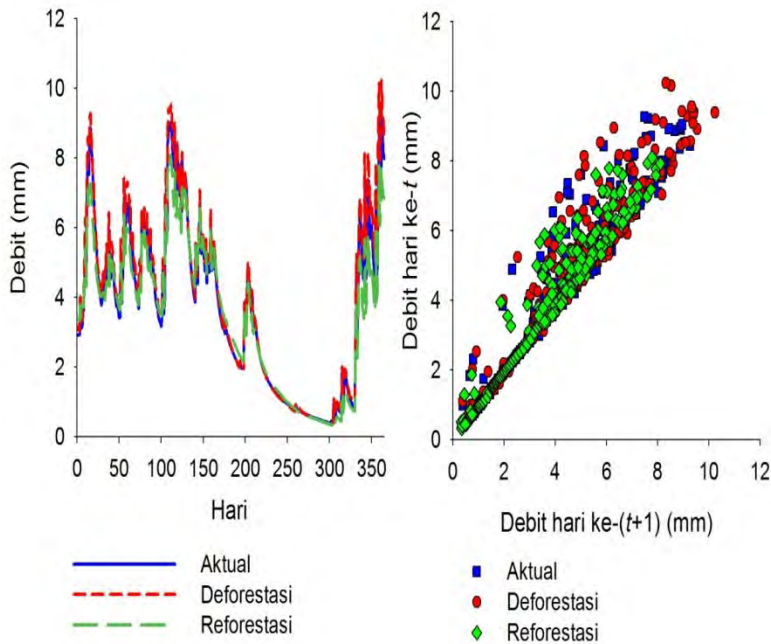 12
10
8
6
4
2
0
Debit (mm)
0 50 100 150 200 250 300 350
Hari
Aktual
Deforestasi
Reforestasi
12
10
8
6
4
2
0
Debit hari ke-t (mm)
0 2 4 6 8 10 12
Debit hari ke-(t+1) (mm)
Aktual
Deforestasi
Reforestasi